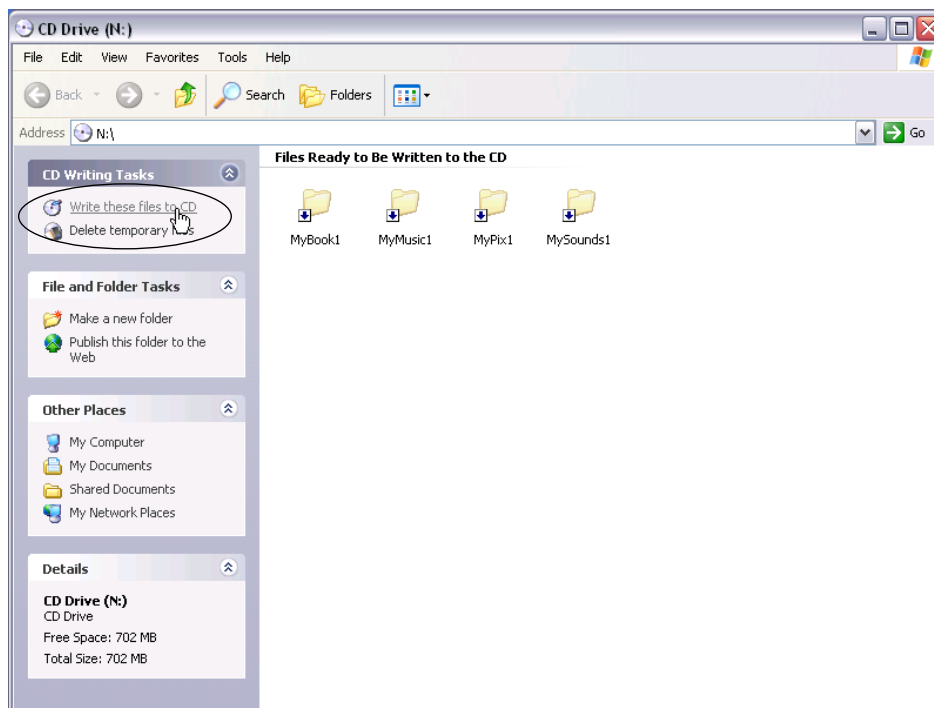 CD Drive (N:)
File Edit View Favorites Tools Help
Back Search Folders
Address N:\ Go
CD Writing Tasks
Write these files to CD
Delete temporary files
File and Folder Tasks
Make a new folder
Publish this folder to the
Web
Other Places
My Computer
My Documents
Shared Documents
My Network Places
Details
CD Drive (N:)
CD Drive
Free Space: 702 MB
Total Size: 702 MB
Files Ready to Be Written to the CD
MyBook1 MyMusic1 MyPix1 MySounds1